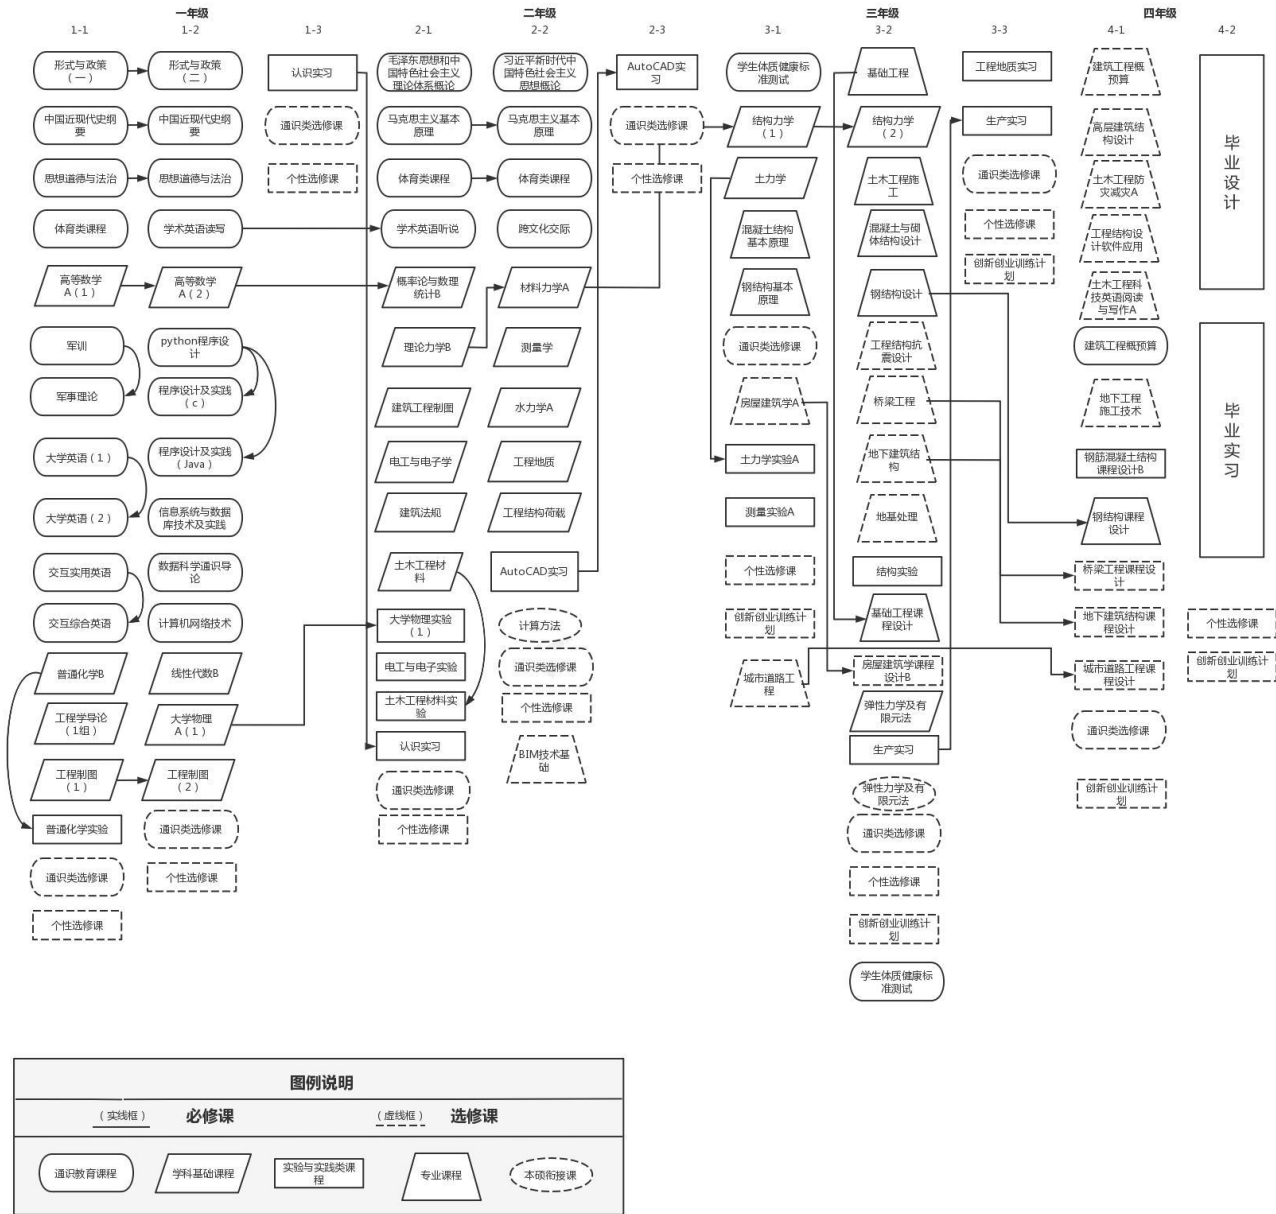 一年级
二年级
三年级
四年级
1-1
1-2
1-3
2-1
2-2
2-3
3-1
3-2
3-3
4-1
4-2
形式与政策
（一）
中国近现代史纲
要
思想道德与法治
体育类课程
高等数学
A（1）
军训
军事理论
大学英语（1）
大学英语（2）
交互实用英语
交互综合英语
普通化学B
工程学导论
（1组）
工程制图
（1）
普通化学实验
通识类选修课
个性选修课
形式与政策
（二）
中国近现代史纲
要
思想道德与法治
学术英语读写
高等数学
A（2）
python程序设
计
程序设计及实践
（c）
程序设计及实践
（Java）
信息系统与数据
库技术及实践
数据科学通识导
论
计算机网络技术
线性代数B
大学物理
A（1）
工程制图
（2）
通识类选修课
个性选修课
认识实习
通识类选修课
个性选修课
毛泽东思想和中
国特色社会主义
理论体系概论
马克思主义基本
原理
体育类课程
学术英语听说
概率论与数理
统计B
理论力学B
建筑工程制图
电工与电子学
建筑法规
土木工程材
料
大学物理实验
（1）
电工与电子实验
土木工程材料实
验
认识实习
通识类选修课
个性选修课
习近平新时代中
国特色社会主义
思想概论
马克思主义基本
原理
体育类课程
跨文化交际
材料力学A
测量学
水力学A
工程地质
工程结构荷载
AutoCAD实习
计算方法
通识类选修课
个性选修课
BIM技术基
础
AutoCAD实
习
通识类选修课
个性选修课
学生体质健康标
准测试
结构力学
（1）
土力学
混凝土结构
基本原理
钢结构基本
原理
通识类选修课
房屋建筑学A
土力学实验A
测量实验A
个性选修课
创新创业训练计
划
城市道路工
程
基础工程
结构力学
（2）
土木工程施
工
混凝土与砌
体结构设计
钢结构设计
工程结构抗
震设计
桥梁工程
地下建筑结
构
地基处理
结构实验
基础工程课
程设计
房屋建筑学课程
设计B
弹性力学及有
限元法
生产实习
弹性力学及有
限元法
通识类选修课
个性选修课
创新创业训练计
划
学生体质健康标
准测试
工程地质实习
生产实习
通识类选修课
个性选修课
创新创业训练计
划
建筑工程概
预算
高层建筑结
构设计
土木工程防
灾减灾A
工程结构设
计软件应用
土木工程科
技英语阅读
与写作A
建筑工程概预算
地下工程
施工技术
钢筋混凝土结构
课程设计B
钢结构课程
设计
桥梁工程课程设
计
地下建筑结构课
程设计
城市道路工程课
程设计
通识类选修课
创新创业训练计
划
毕业设计
毕业实习
个性选修课
创新创业训练计
划
图例说明
（实线框） 必修课
（虚线框） 选修课
通识教育课程
学科基础课程
实验与实践类课
程
专业课程
本硕衔接课